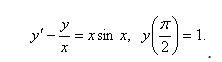 y′ − y/x = x sin x, y(π/2) = 1.
.